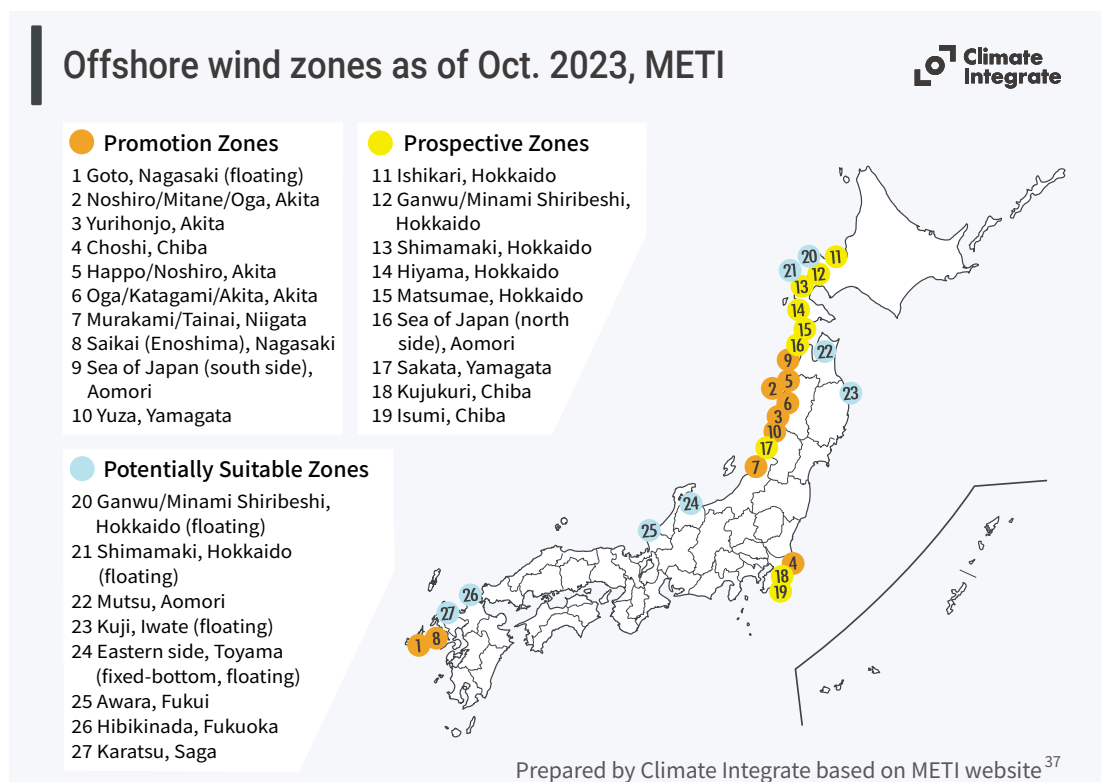 Offshore wind zones as of Oct. 2023, METI
Climate
Integrate
Promotion Zones
1 Goto, Nagasaki (floating)
2 Noshiro/Mitane/Oga, Akita
3 Yurihonjo, Akita
4 Choshi, Chiba
5 Happo/Noshiro, Akita
6 Oga/Katagami/Akita, Akita
7 Murakami/Tainai, Niigata
8 Saikai (Enoshima), Nagasaki
9 Sea of Japan (south side),
Aomori
10 Yuza, Yamagata
Prospective Zones
11 Ishikari, Hokkaido
12 Ganwu/Minami Shiribeshi,
Hokkaido
13 Shimamaki, Hokkaido
14 Hiyama, Hokkaido
15 Matsumae, Hokkaido
16 Sea of Japan (north
side), Aomori
17 Sakata, Yamagata
18 Kujukuri, Chiba
19 Isumi, Chiba
Potentially Suitable Zones
20 Ganwu/Minami Shiribeshi,
Hokkaido (floating)
21 Shimamaki, Hokkaido
(floating)
22 Mutsu, Aomori
23 Kuji, Iwate (floating)
24 Eastern side, Toyama
(fixed-bottom, floating)
25 Awara, Fukui
26 Hibikinada, Fukuoka
27 Karatsu, Saga
20
11
21
12
13
14
15
16
22
9
5
2
23
6
3
10
17
7
24
25
4
18
19
26
27
8
1
Prepared by Climate Integrate based on METI website 37